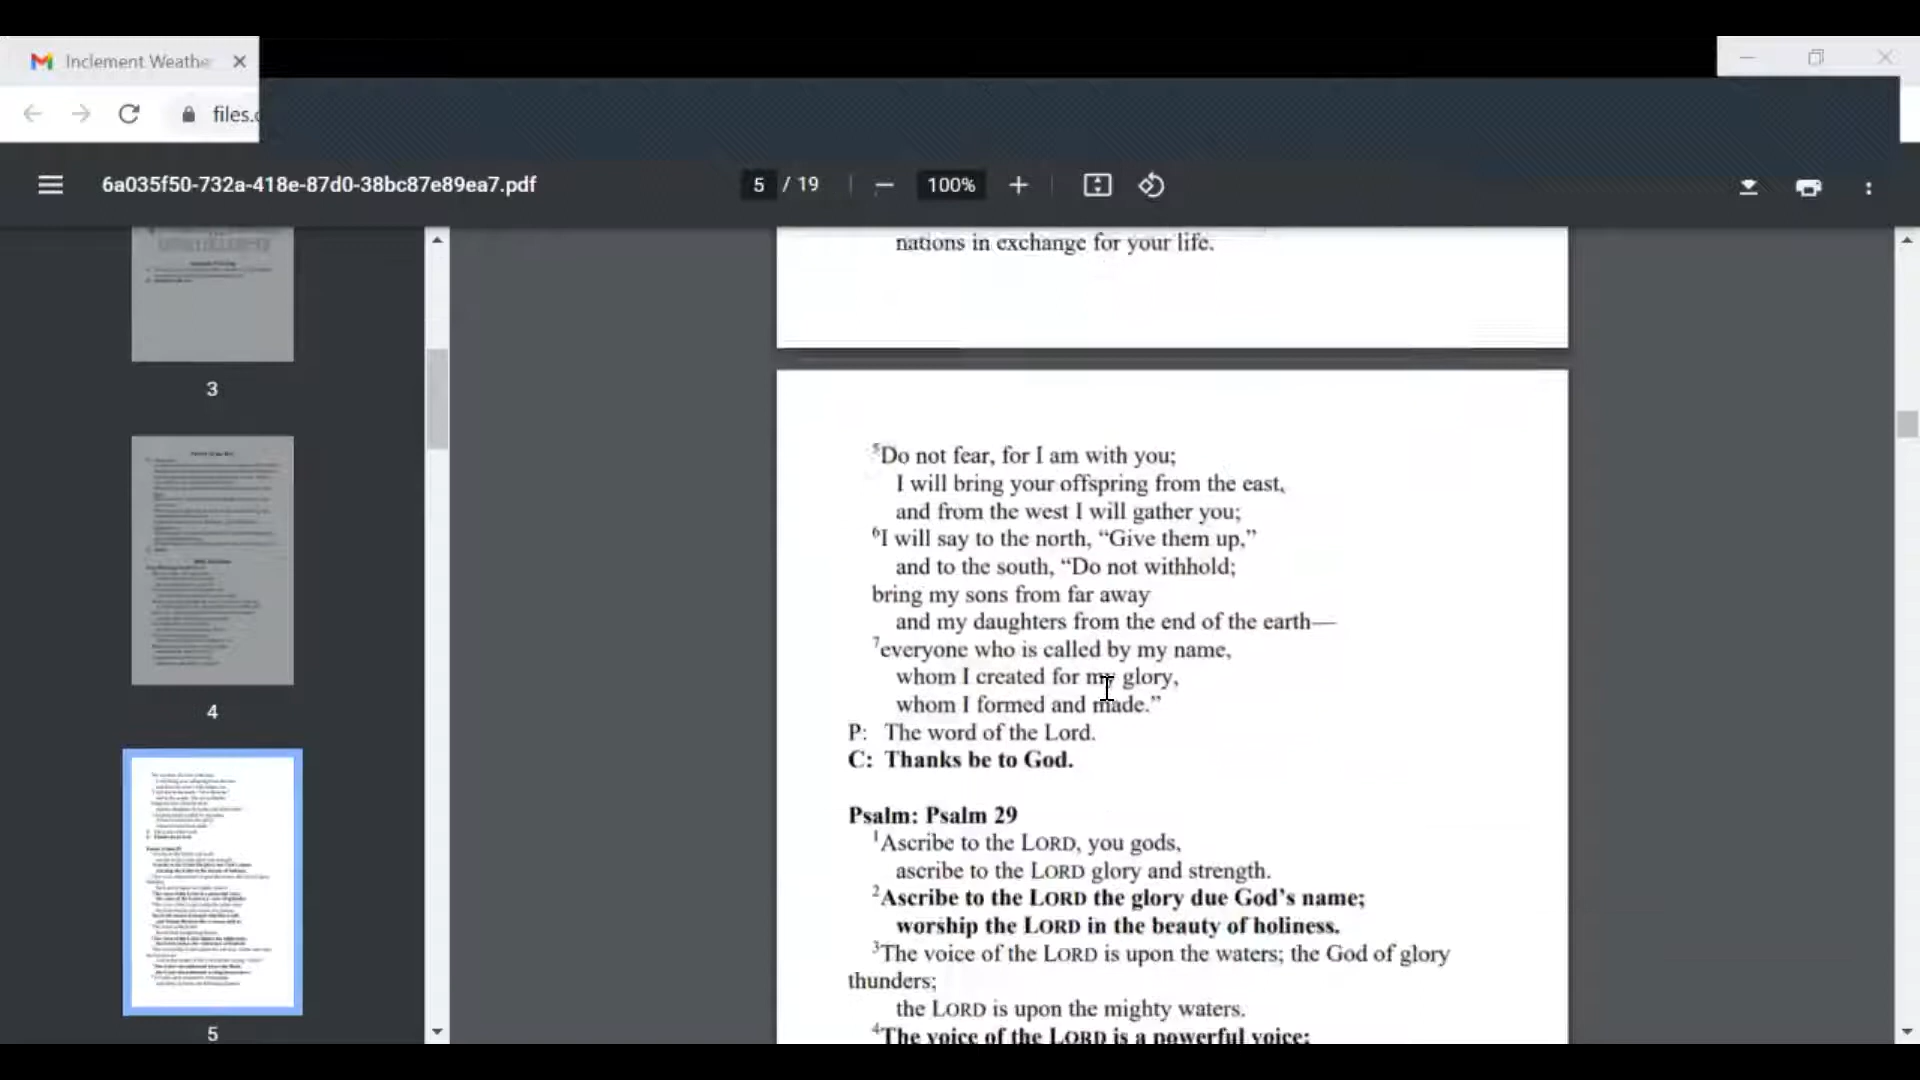 Inclement Weathe
files.
6a035f50-732a-418e-87d0-38bc87e89ea7.pdf
5 / 19
100%
3
4
5
nations in exchange for your life.
5Do not fear, for I am with you;
I will bring your offspring from the east,
and from the west I will gather you;
6I will say to the north, “Give them up,”
and to the south, “Do not withhold;
bring my sons from far away
and my daughters from the end of the earth—
7everyone who is called by my name,
whom I created for my glory,
whom I formed and made.”
P: The word of the Lord.
C: Thanks be to God.
Psalm: Psalm 29
1Ascribe to the LORD, you gods,
ascribe to the LORD glory and strength.
2Ascribe to the LORD the glory due God’s name;
worship the LORD in the beauty of holiness.
3The voice of the LORD is upon the waters; the God of glory
thunders;
the LORD is upon the mighty waters.
4The voice of the LORD is a powerful voice;